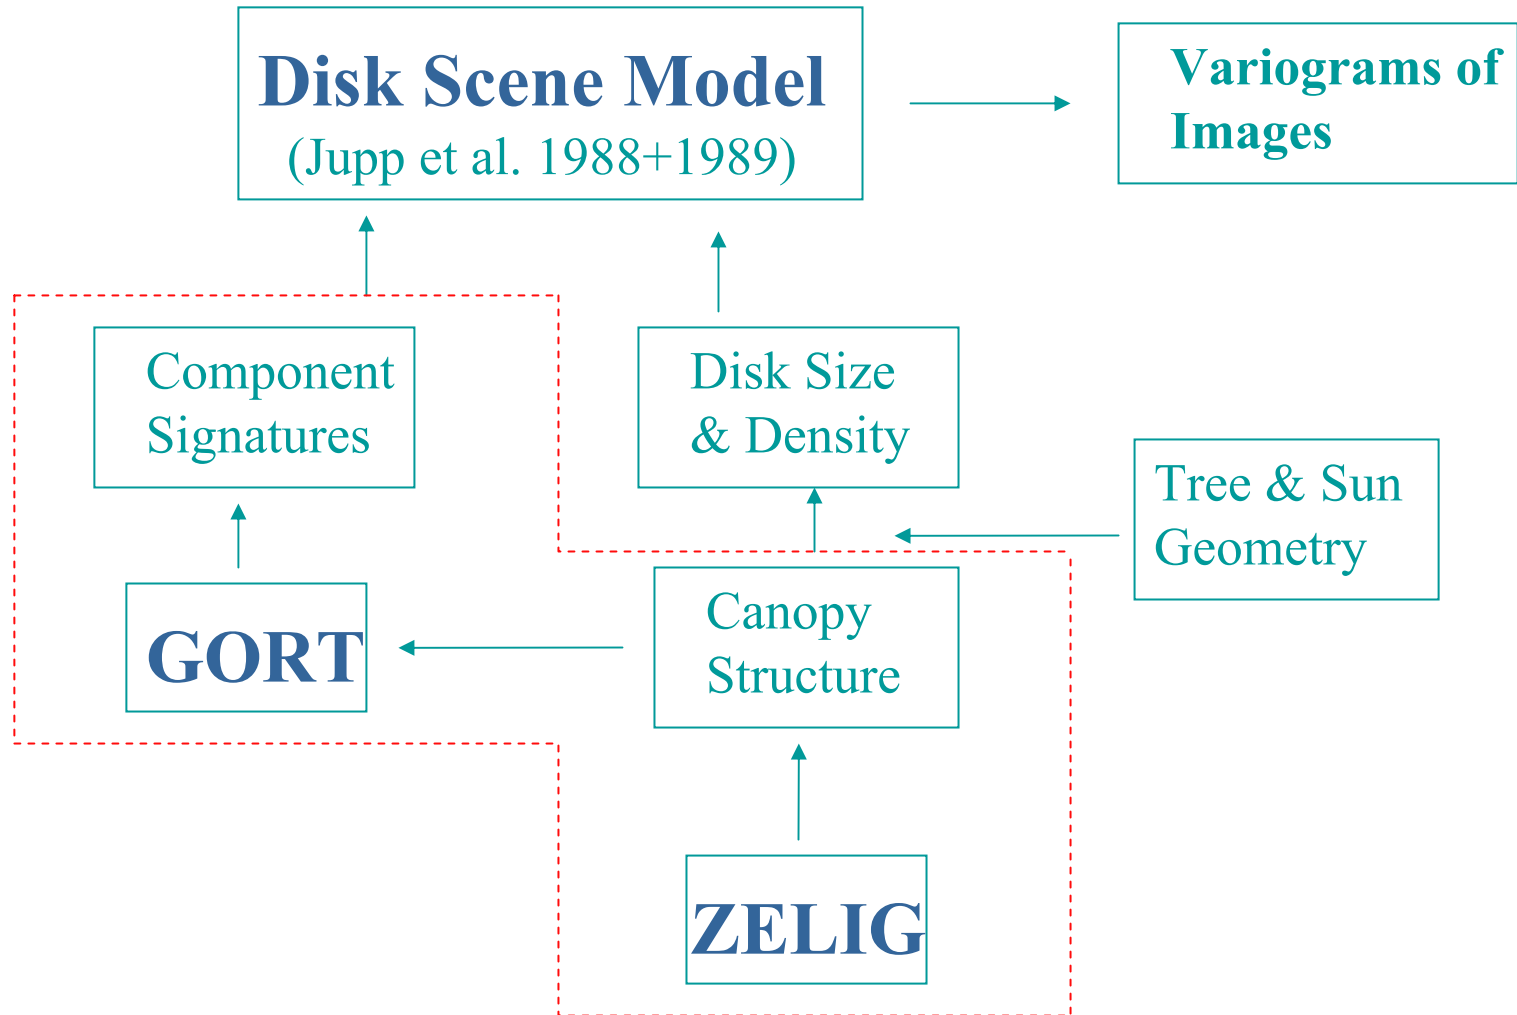 Disk Scene Model
(Jupp et al. 1988+1989)
Variograms of
Images
Component
Signatures
Disk Size
& Density
Tree & Sun
Geometry
GORT
Canopy
Structure
ZELIG